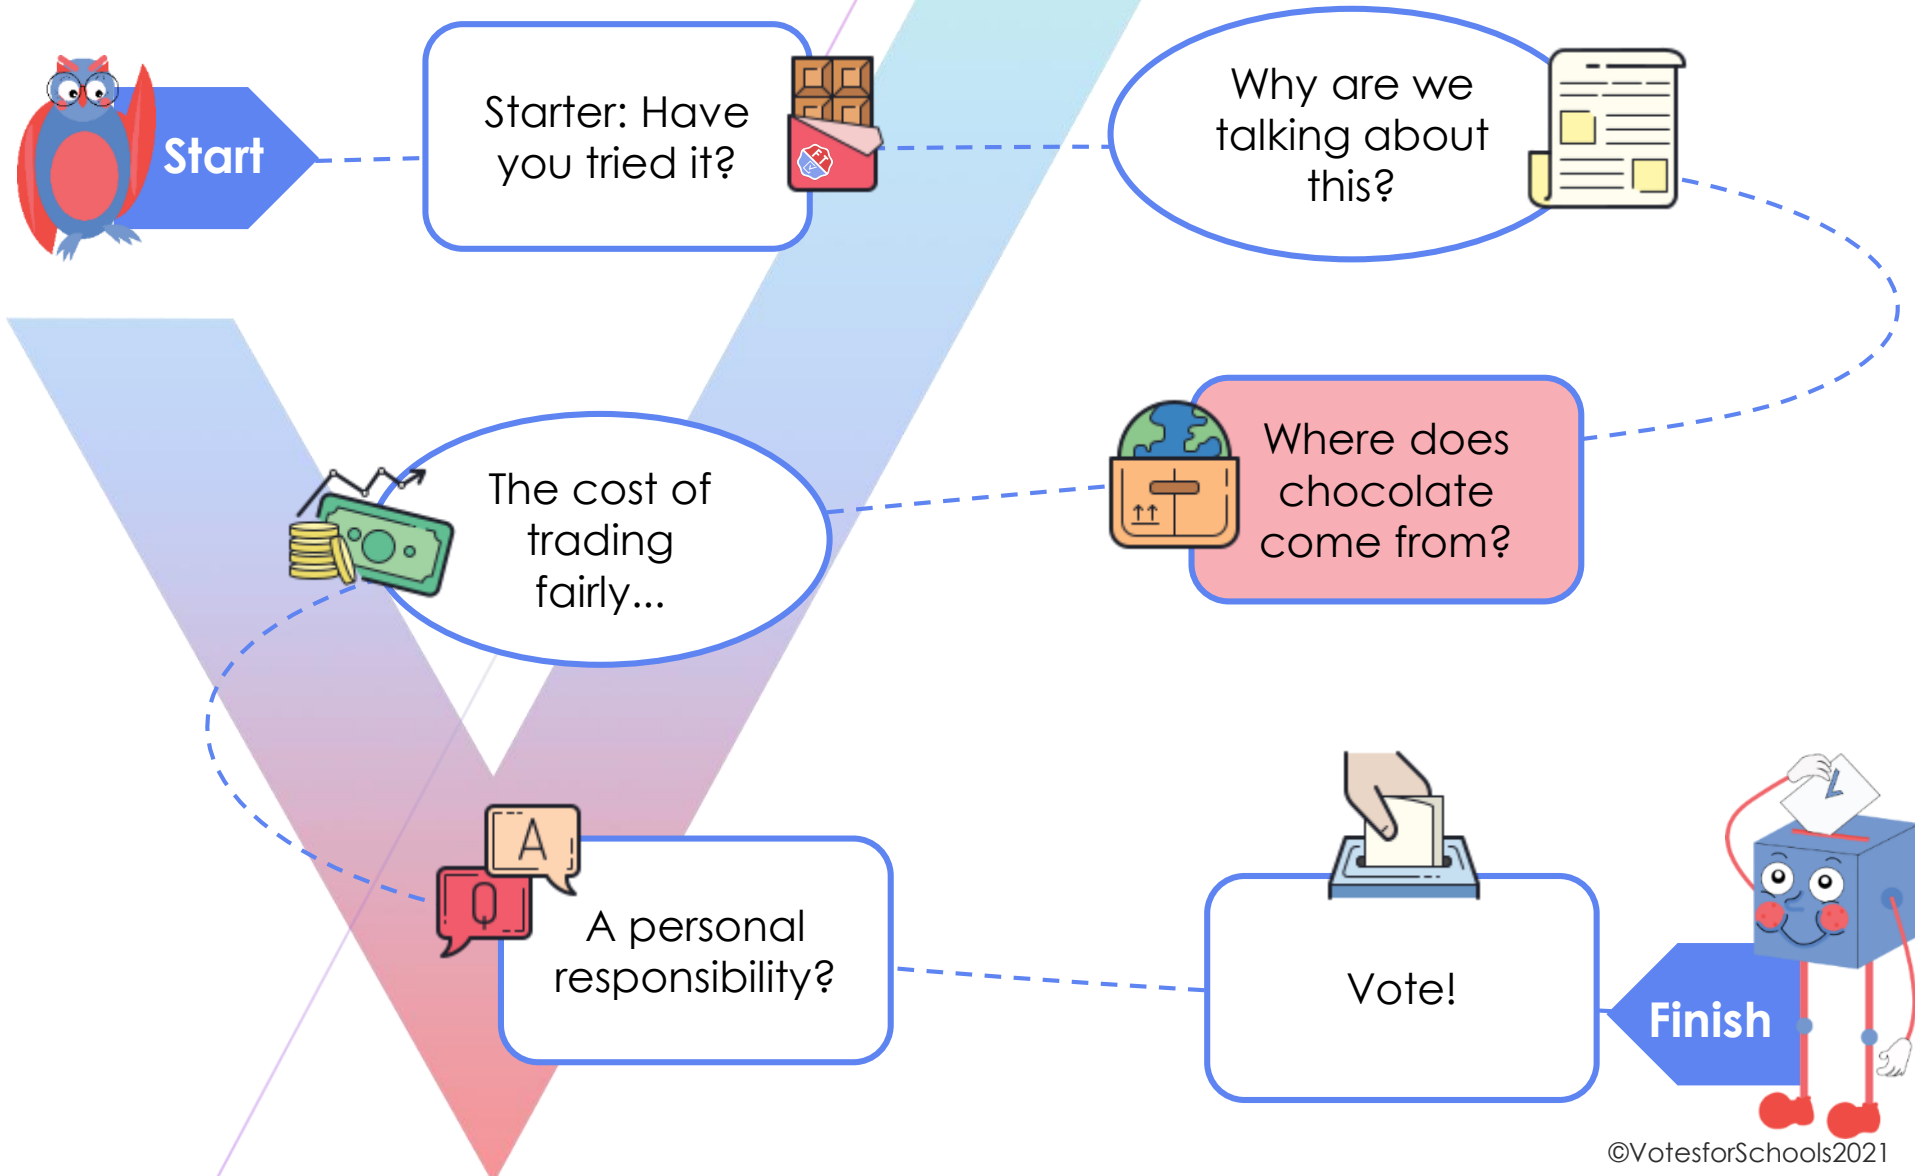 Start
Starter: Have
you tried it?
FT
Why are we
talking about
this?
Where does
chocolate
come from?
The cost of
trading
fairly...
A
Q
A personal
responsibility?
Vote!
Finish
©VotesforSchools2021